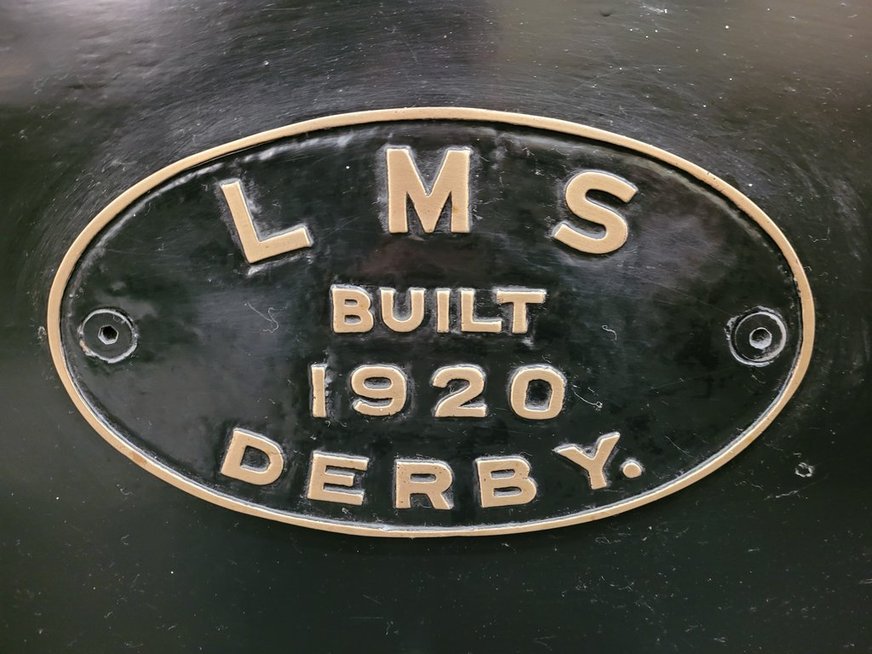 LMS
BUILT
1920
DERBY.